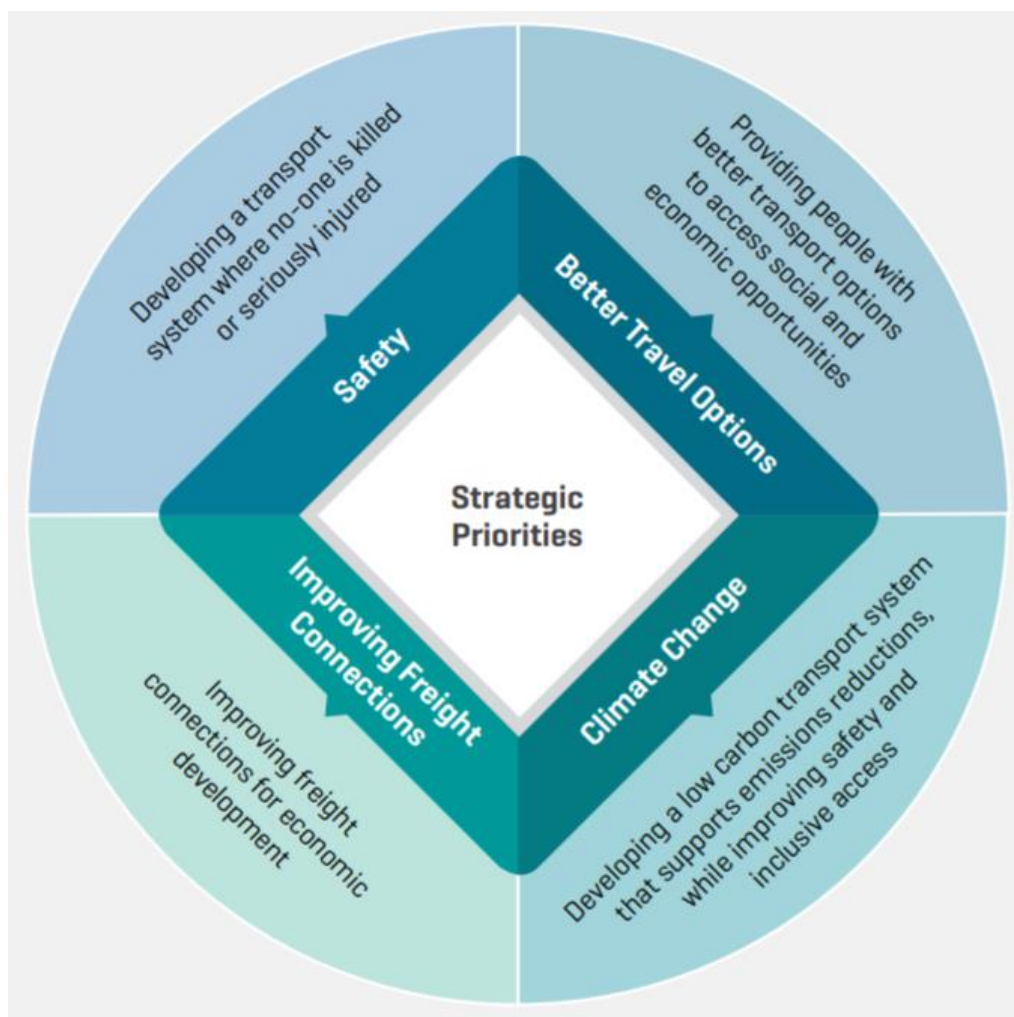 Strategic
Priorities
Safety
Developing a transport
system where no-one is killed
or seriously injured
Better Travel Options
Providing people with
better transport options
to access social and
economic opportunities
Climate Change
Developing a low carbon transport system
that supports emissions reductions,
while improving safety and
inclusive access
Improving Freight
Connections
Improving freight
connections for economic
development